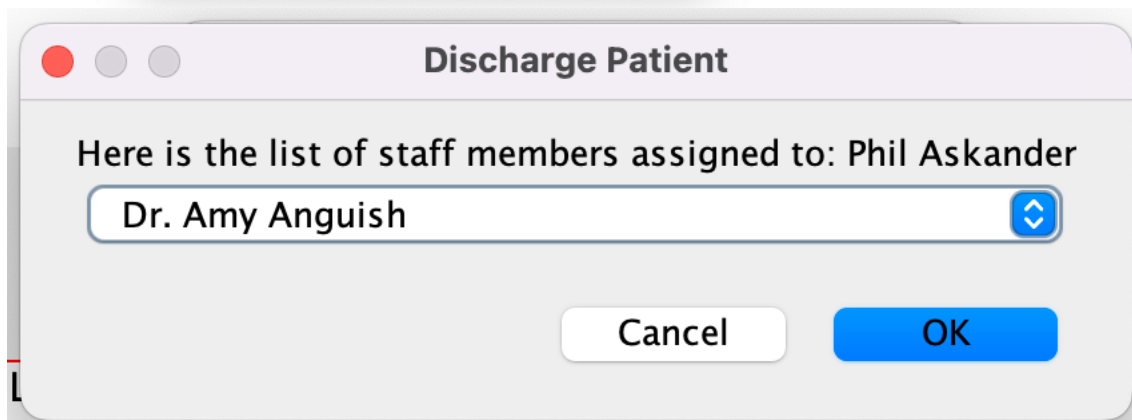 Discharge Patient
Here is the list of staff members assigned to: Phil Askander
Dr. Amy Anguish
Cancel OK
L